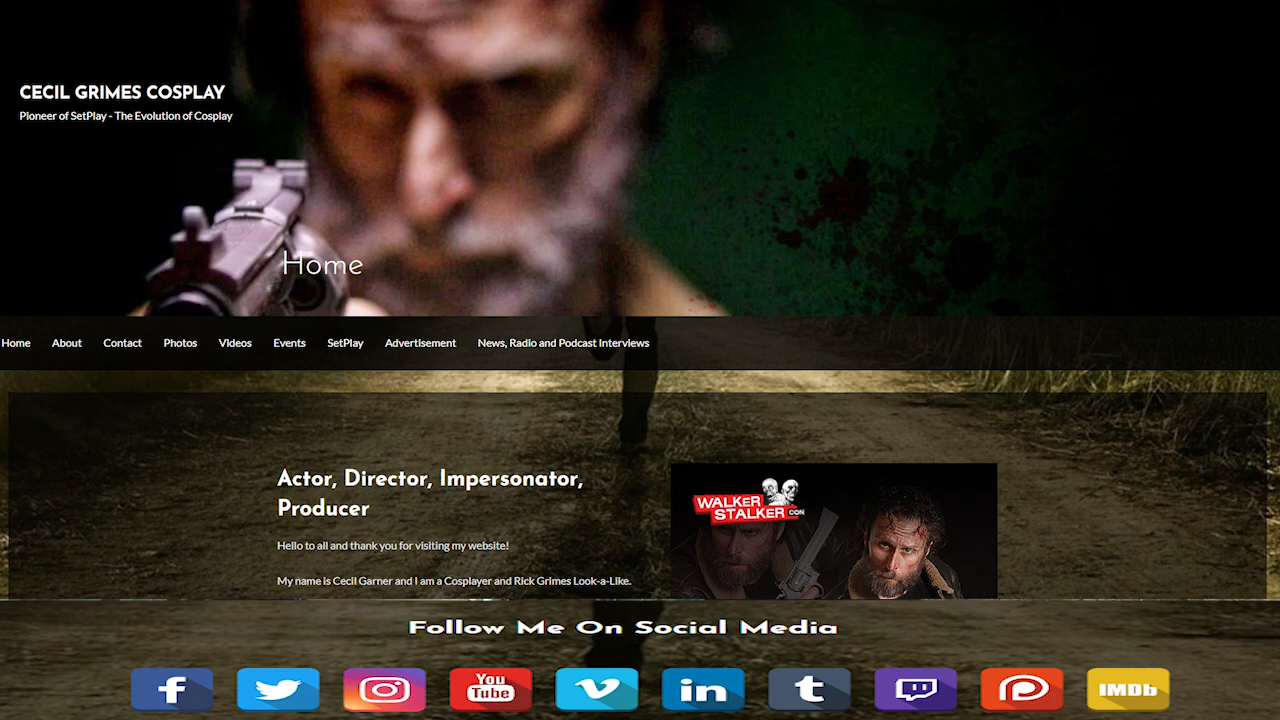 CECIL GRIMES COSPLAY
Pioneer of SetPlay - The Evolution of Cosplay
Home
Home About Contact Photos Videos Events SetPlay Advertisement News, Radio and Podcast Interviews
Actor, Director, Impersonator,
Producer
Hello to all and thank you for visiting my website!
My name is Cecil Garner and I am a Cosplayer and Rick Grimes Look-a-Like.
WALKER
STALKER CON
Follow Me On Social Media
You
Tube
in
IMDb